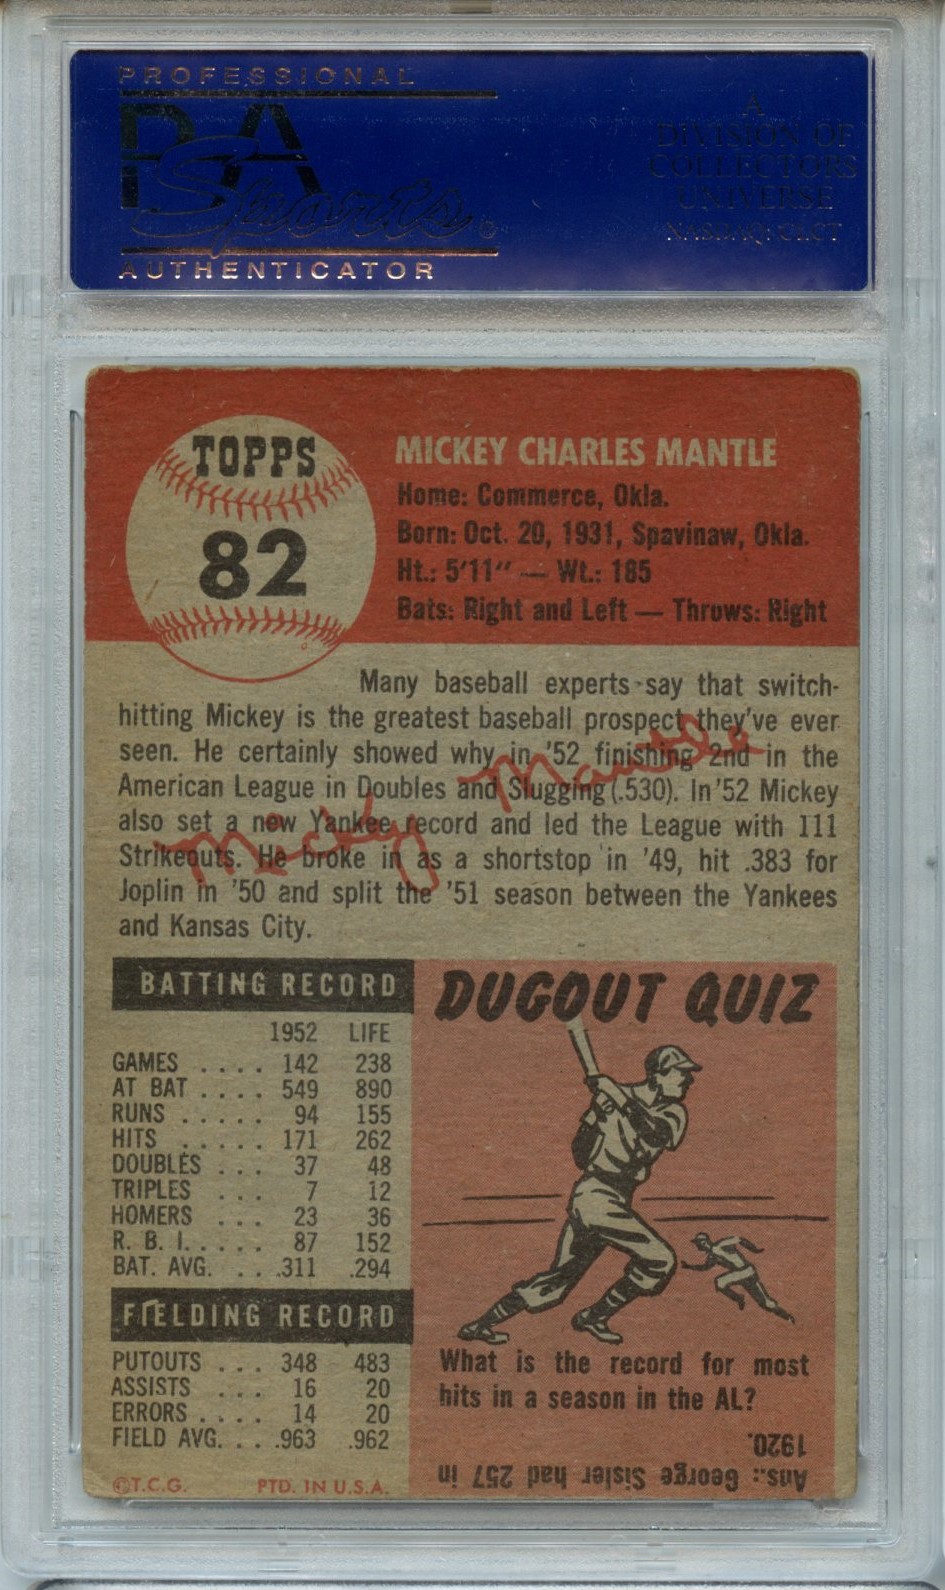 PROFESSIONAL
PSA
Sports
AUTHENTICATOR
A
DIVISION OF
COLLECTORS
UNIVERSE
NASDAQ: CLCT
TOPPS
82
MICKEY CHARLES MANTLE
Home: Commerce, Okla.
Born: Oct. 20, 1931, Spavinaw, Okla.
Ht.: 5'11" — Wt.: 185
Bats: Right and Left — Throws: Right
Many baseball experts say that switch-
hitting Mickey is the greatest baseball prospect they've ever
seen. He certainly showed why in '52 finishing 2nd in the
American League in Doubles and Slugging (.530). In '52 Mickey
also set a new Yankee record and led the League with 111
Strikeouts. He broke in as a shortstop in '49, hit .383 for
Joplin in '50 and split the '51 season between the Yankees
and Kansas City.
Micky Mantle
BATTING RECORD
1952 LIFE
GAMES .... 142 238
AT BAT .... 549 890
RUNS ..... 94 155
HITS ..... 171 262
DOUBLES ... 37 48
TRIPLES ... 7 12
HOMERS ... 23 36
R. B. I. .... 87 152
BAT. AVG. .. .311 .294
FIELDING RECORD
PUTOUTS ... 348 483
ASSISTS ... 16 20
ERRORS .... 14 20
FIELD AVG. .. .963 .962
©T.C.G. PTD. IN U.S.A.
DUGOUT QUIZ
What is the record for most
hits in a season in the AL?
Ans.: George Sisler had 257 in
1920.